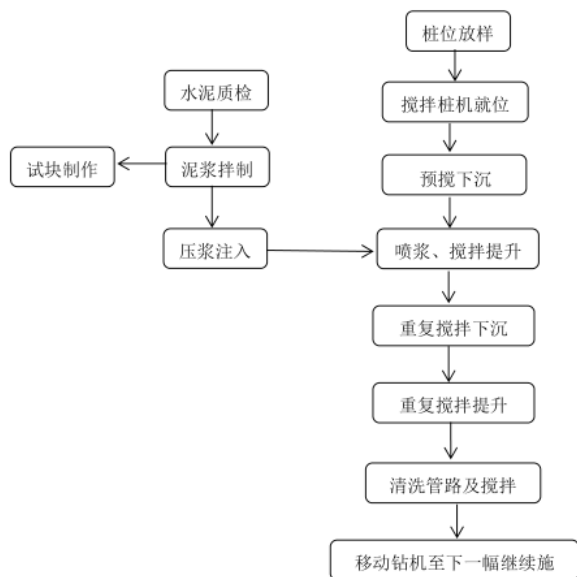 桩位放样
水泥质检
搅拌桩机就位
试块制作
泥浆拌制
预搅下沉
压浆注入
喷浆、搅拌提升
重复搅拌下沉
重复搅拌提升
清洗管路及搅拌
移动钻机至下一幅继续施